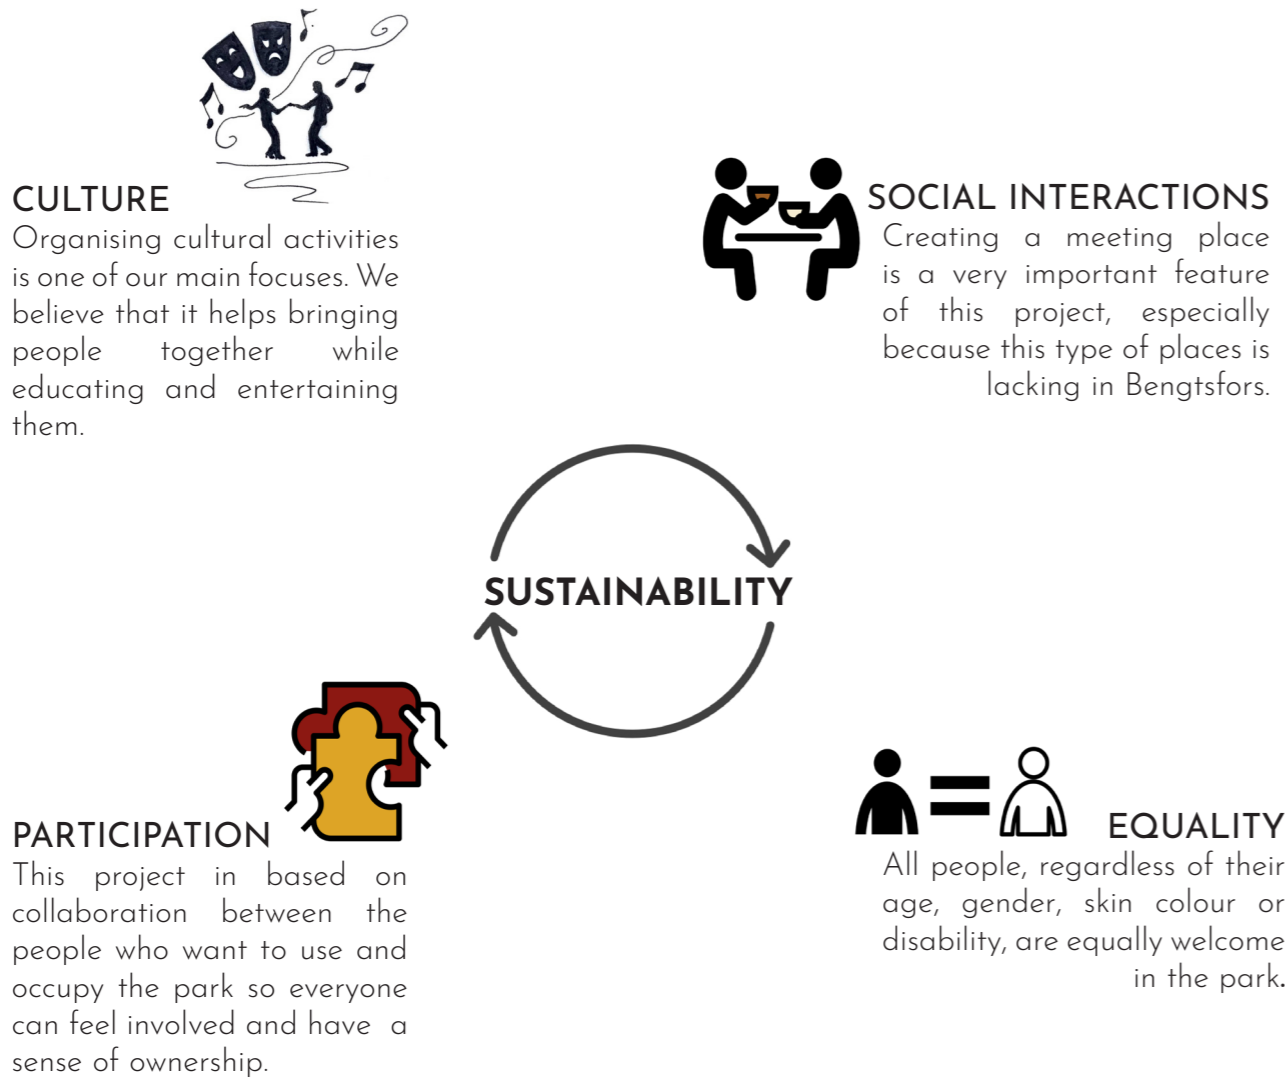 CULTURE
Organising cultural activities
is one of our main focuses. We
believe that it helps bringing
people together while
educating and entertaining
them.
SOCIAL INTERACTIONS
Creating a meeting place
is a very important feature
of this project, especially
because this type of places is
lacking in Bengtsfors.
SUSTAINABILITY
PARTICIPATION
This project in based on
collaboration between the
people who want to use and
occupy the park so everyone
can feel involved and have a
sense of ownership.
EQUALITY
All people, regardless of their
age, gender, skin colour or
disability, are equally welcome
in the park.